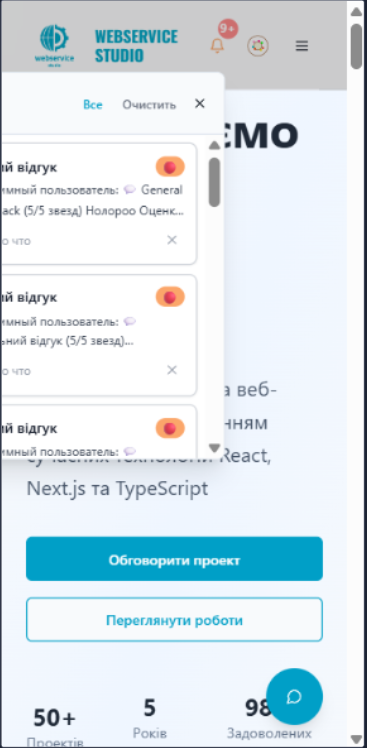 WEBSERVICE
STUDIO
webservice
9+
Все Очистить ✕
ЄМО
ий відгук
имный пользователь: 💬 General
ack (5/5 звезд) Нолороо Оценк...
о что ✕
ий відгук
имный пользователь: 💬
ьний відгук (5/5 звезд)...
о что ✕
ий відгук
имный пользователь: 💬
а веб-
нням
сучасних технологій React,
Next.js та TypeScript
Обговорити проект
Переглянути роботи
50+
Проектів
5
Років
98
Задоволених